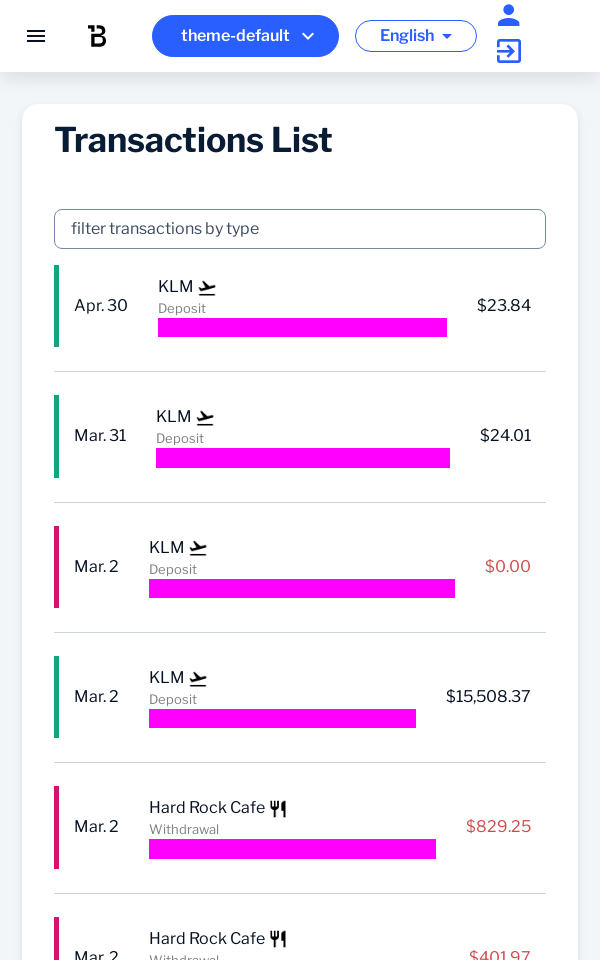 theme-default
English
Transactions List
filter transactions by type
Apr. 30
KLM
Deposit
$23.84
Mar. 31
KLM
Deposit
$24.01
Mar. 2
KLM
Deposit
$0.00
Mar. 2
KLM
Deposit
$15,508.37
Mar. 2
Hard Rock Cafe
Withdrawal
$829.25
Mar. 2
Hard Rock Cafe
Withdrawal
$401.97